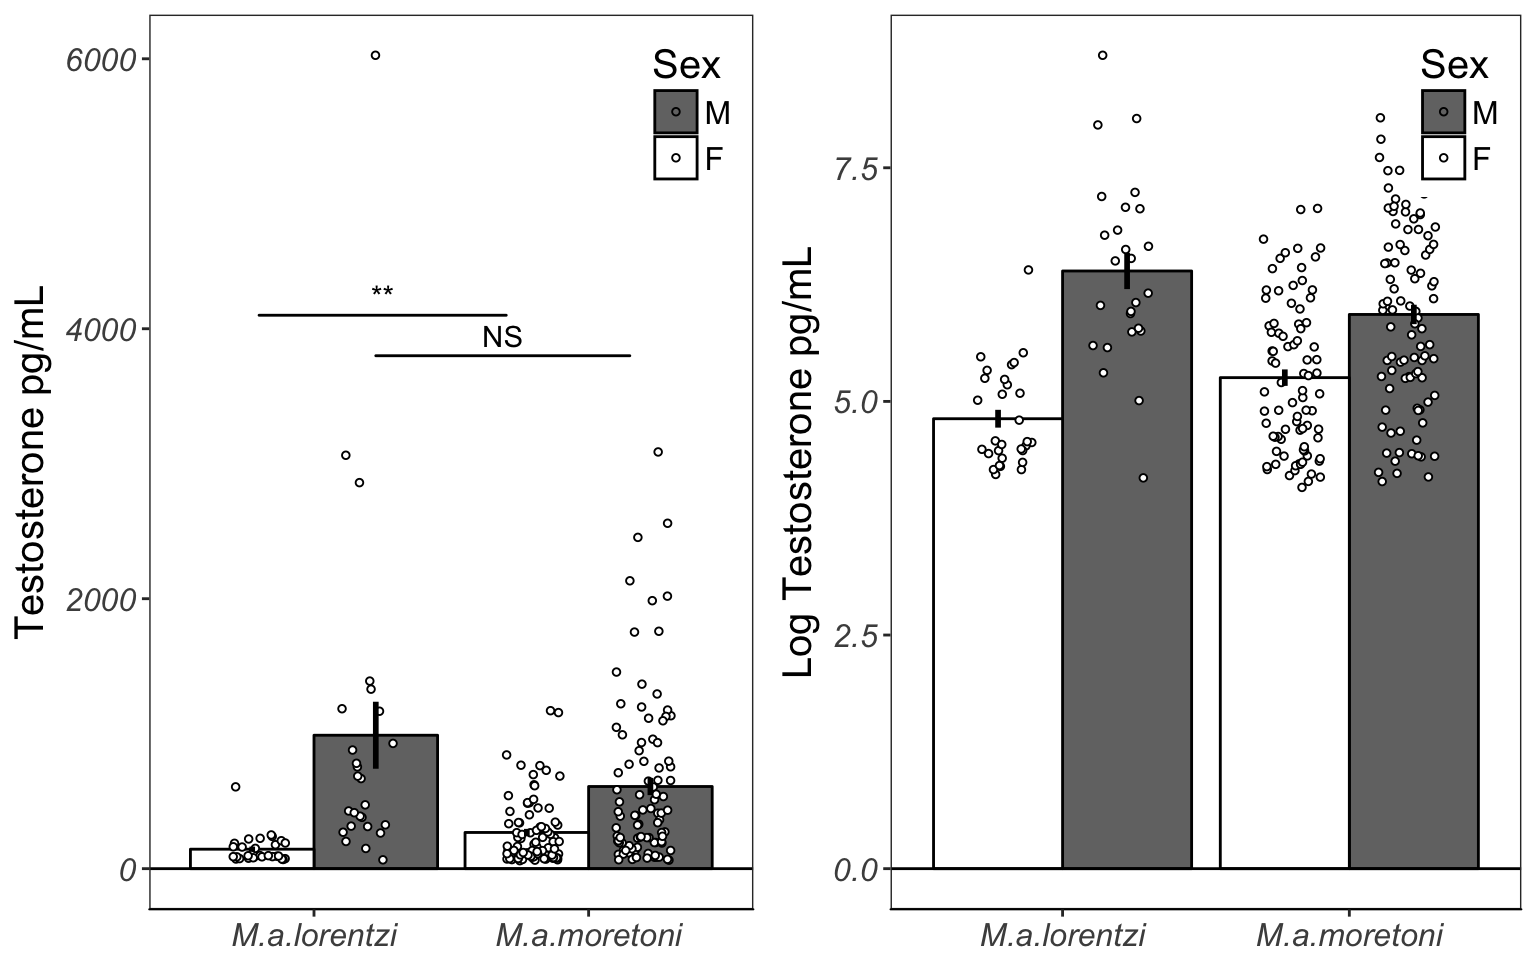 Testosterone pg/mL
6000
4000
2000
0
**
NS
Sex
M
F
M.a.lorentzi
M.a.moretoni
Log Testosterone pg/mL
7.5
5.0
2.5
0.0
Sex
M
F
M.a.lorentzi
M.a.moretoni